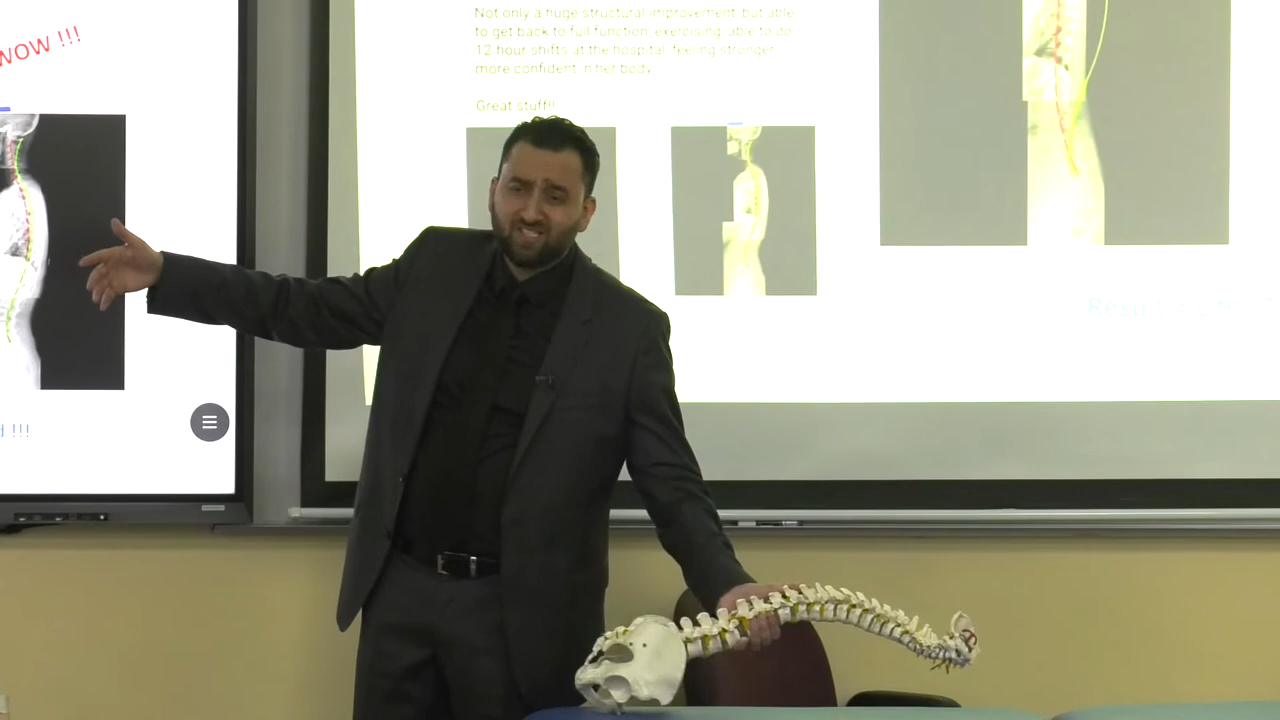 wow !!!
!!!
Not only a huge structural improvement but able
to get back to full function, exercising, able to do
12 hour shifts at the hospital, feeling stronger
more confident in her body
Great stuff!!